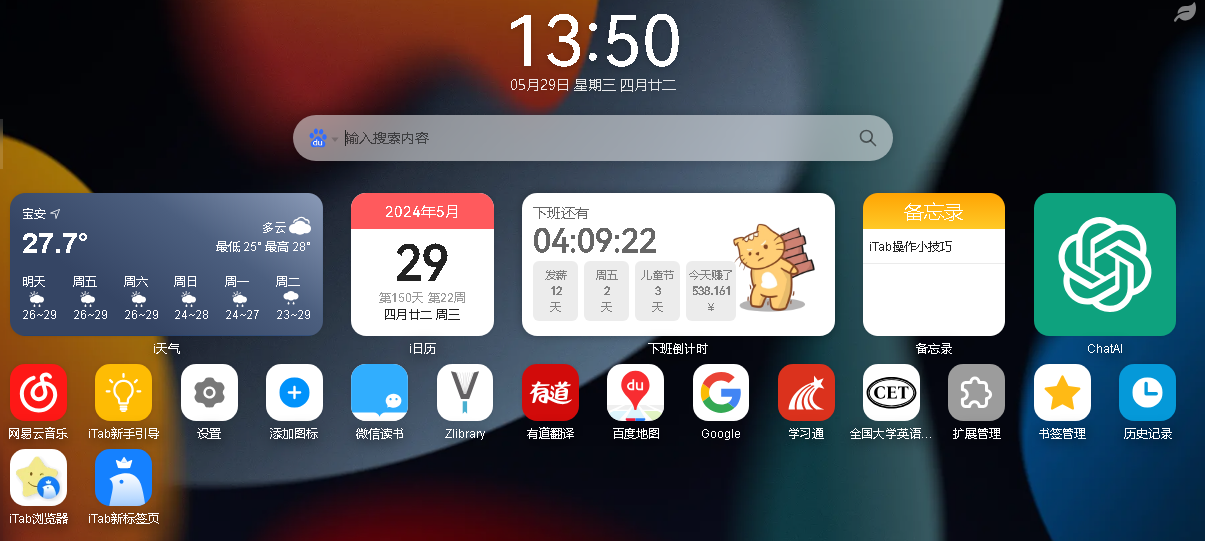 13:50
05月29日 星期三 四月廿二
du
输入搜索内容
宝安
多云
27.7°
最低 25° 最高 28°
明天 周五 周六 周日 周一 周二
26~29 26~29 26~29 24~28 24~27 23~29
i天气
2024年5月
29
第150天 第22周
四月廿二 周三
i日历
下班还有
04:09:22
发薪 周五 儿童节 今天赚了
12 2 3 538.161
天 天 天 ¥
下班倒计时
备忘录
iTab操作小技巧
备忘录
ChatAI
有道
du
CET
网易云音乐 iTab新手引导 设置 添加图标 微信读书 Zlibrary 有道翻译 百度地图 Google 学习通 全国大学英语... 扩展管理 书签管理 历史记录
iTab浏览器 iTab新标签页